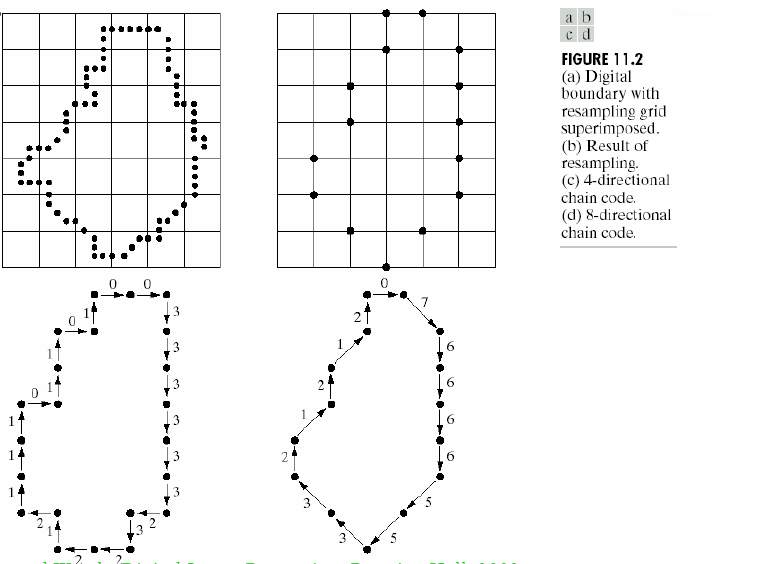 a b
c d
FIGURE 11.2
(a) Digital
boundary with
resampling grid
superimposed.
(b) Result of
resampling.
(c) 4-directional
chain code.
(d) 8-directional
chain code.
0 0 0
7
1 3 2
0
1 3 1 6
0 1 3 2 6
1 3 1 6
1 3 2 6
1 3 3 5
2 1 3 2
3 5
2 2